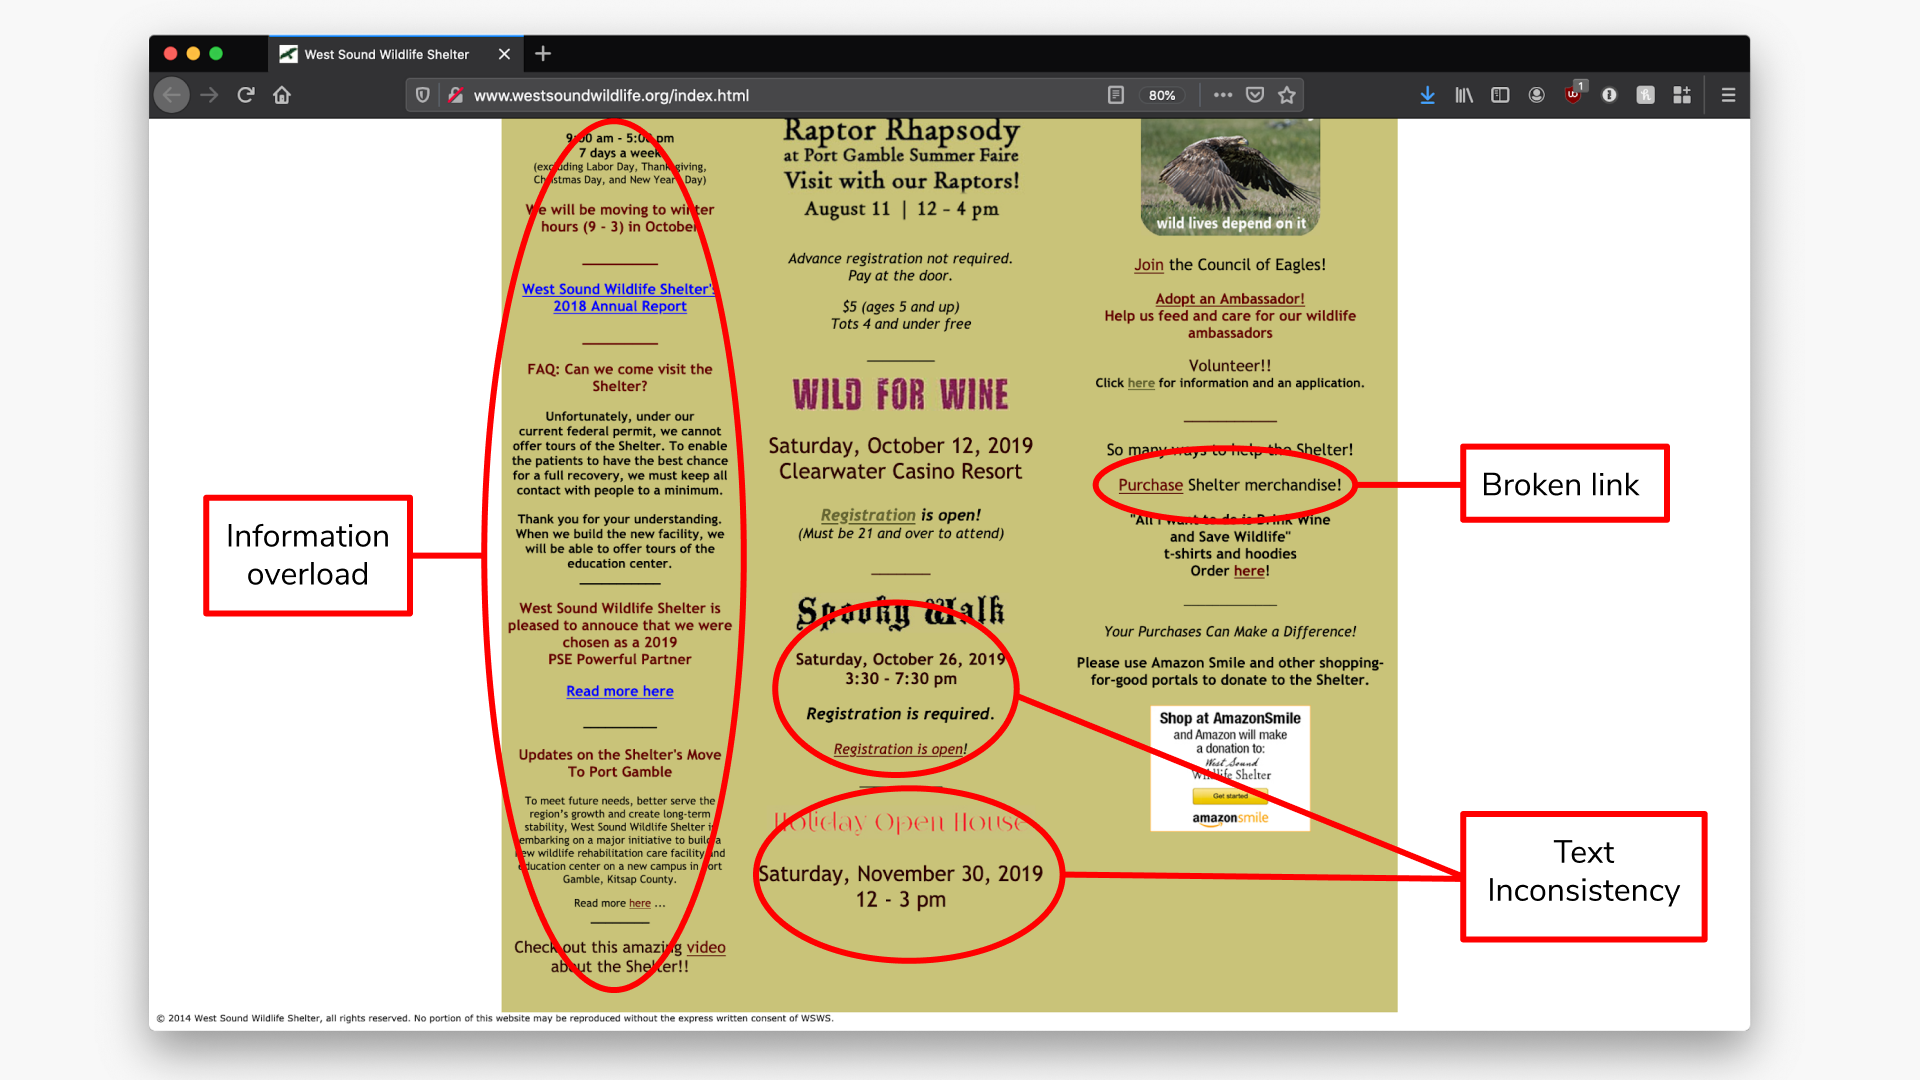 West Sound Wildlife Shelter
www.westsoundwildlife.org/index.html
80%
1
9:00 am - 5:00 pm
7 days a week
(excluding Labor Day, Thanksgiving,
Christmas Day, and New Years Day)
We will be moving to winter
hours (9 - 3) in October
West Sound Wildlife Shelter's
2018 Annual Report
FAQ: Can we come visit the
Shelter?
Unfortunately, under our
current federal permit, we cannot
offer tours of the Shelter. To enable
the patients to have the best chance
for a full recovery, we must keep all
contact with people to a minimum.
Thank you for your understanding.
When we build the new facility, we
will be able to offer tours of the
education center.
West Sound Wildlife Shelter is
pleased to annouce that we were
chosen as a 2019
PSE Powerful Partner
Read more here
Updates on the Shelter's Move
To Port Gamble
To meet future needs, better serve the
region's growth and create long-term
stability, West Sound Wildlife Shelter is
embarking on a major initiative to build a
new wildlife rehabilitation care facility and
education center on a new campus in Port
Gamble, Kitsap County.
Read more here ...
Check out this amazing video
about the Shelter!!
Raptor Rhapsody
at Port Gamble Summer Faire
Visit with our Raptors!
August 11 | 12 - 4 pm
Advance registration not required.
Pay at the door.
$5 (ages 5 and up)
Tots 4 and under free
WILD FOR WINE
Saturday, October 12, 2019
Clearwater Casino Resort
Registration is open!
(Must be 21 and over to attend)
Spooky Walk
Saturday, October 26, 2019
3:30 - 7:30 pm
Registration is required.
Registration is open!
Holiday Open House
Saturday, November 30, 2019
12 - 3 pm
wild lives depend on it
Join the Council of Eagles!
Adopt an Ambassador!
Help us feed and care for our wildlife
ambassadors
Volunteer!!
Click here for information and an application.
So many ways to help the Shelter!
Purchase Shelter merchandise!
"All I want to do is Drink Wine
and Save Wildlife"
t-shirts and hoodies
Order here!
Your Purchases Can Make a Difference!
Please use Amazon Smile and other shopping-
for-good portals to donate to the Shelter.
Shop at AmazonSmile
and Amazon will make
a donation to:
West Sound
Wildlife Shelter
Get started
amazonsmile
© 2014 West Sound Wildlife Shelter, all rights reserved. No portion of this website may be reproduced without the express written consent of WSWS.
Information
overload
Broken link
Text
Inconsistency